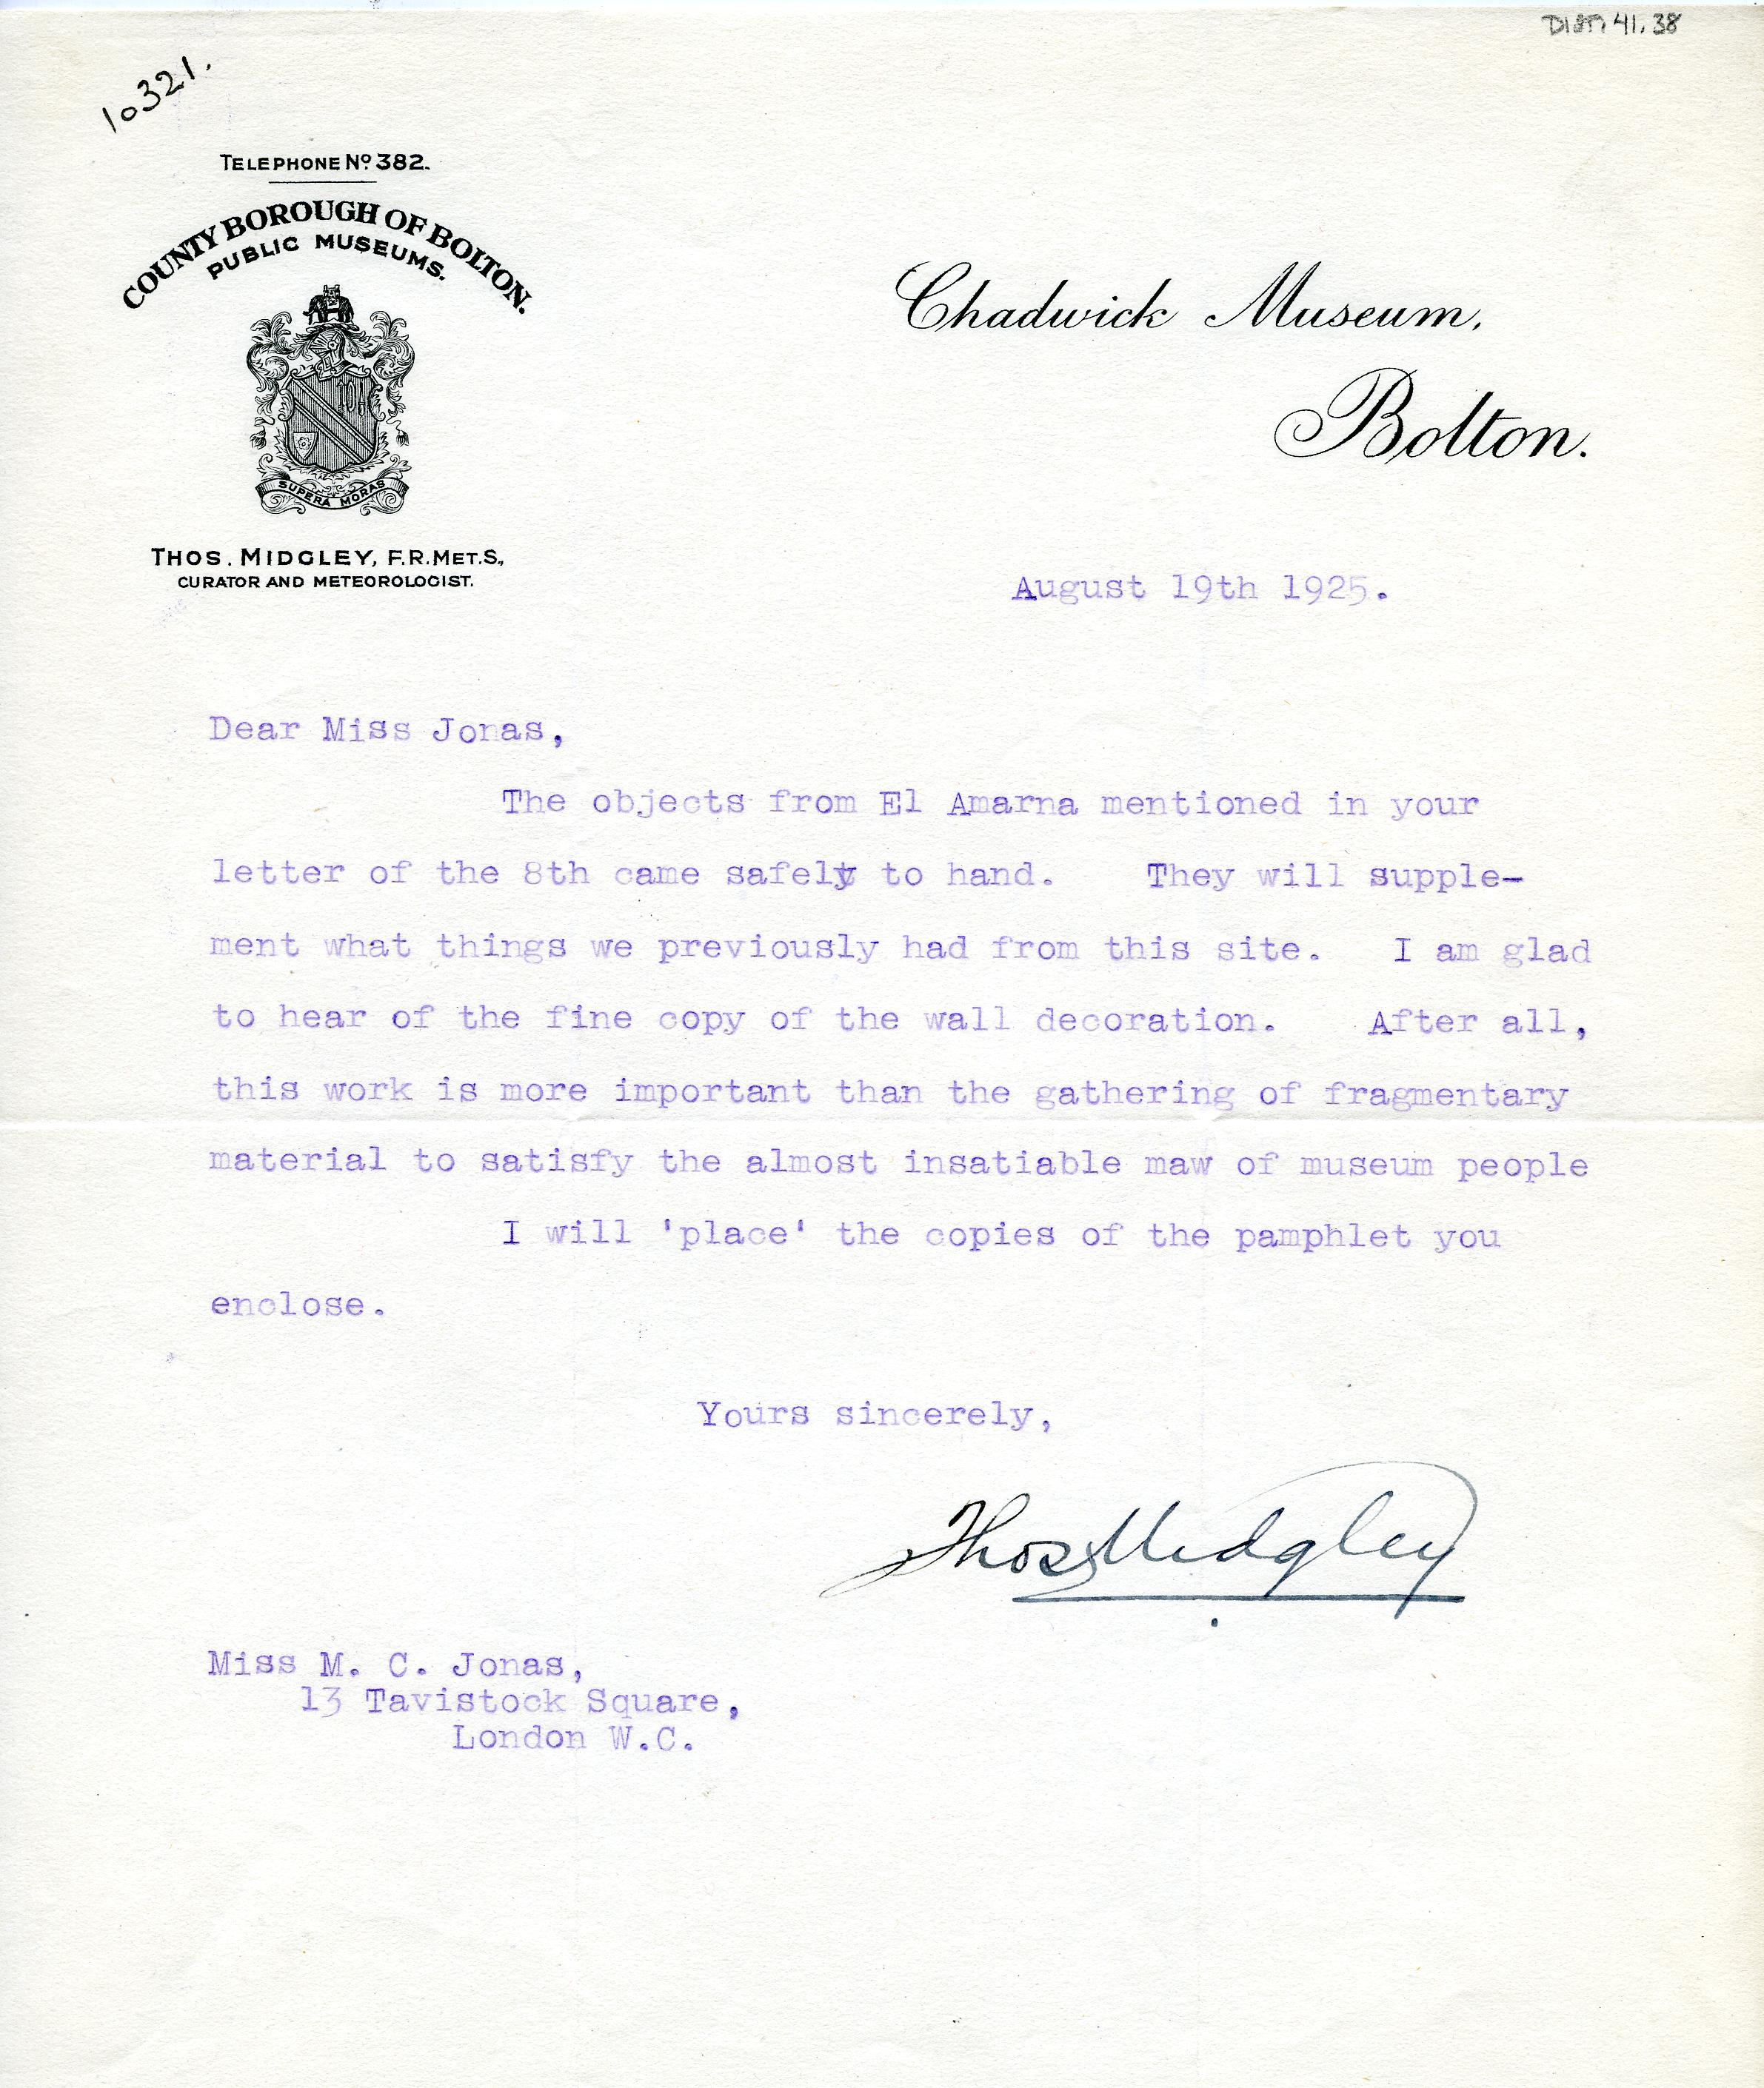 DIST. 41.38
10321.
TELEPHONE Nº 382.
COUNTY BOROUGH OF BOLTON.
PUBLIC MUSEUMS.
SUPERA MORAS
THOS. MIDGLEY, F.R.MET.S.,
CURATOR AND METEOROLOGIST.
Chadwick Museum,
Bolton.
August 19th 1925.
Dear Miss Jonas,
The objects from El Amarna mentioned in your
letter of the 8th came safely to hand. They will supple-
ment what things we previously had from this site. I am glad
to hear of the fine copy of the wall decoration. After all,
this work is more important than the gathering of fragmentary
material to satisfy the almost insatiable maw of museum people
I will 'place' the copies of the pamphlet you
enclose.
Yours sincerely,
Thos Midgley
Miss M. C. Jonas,
13 Tavistock Square,
London W.C.